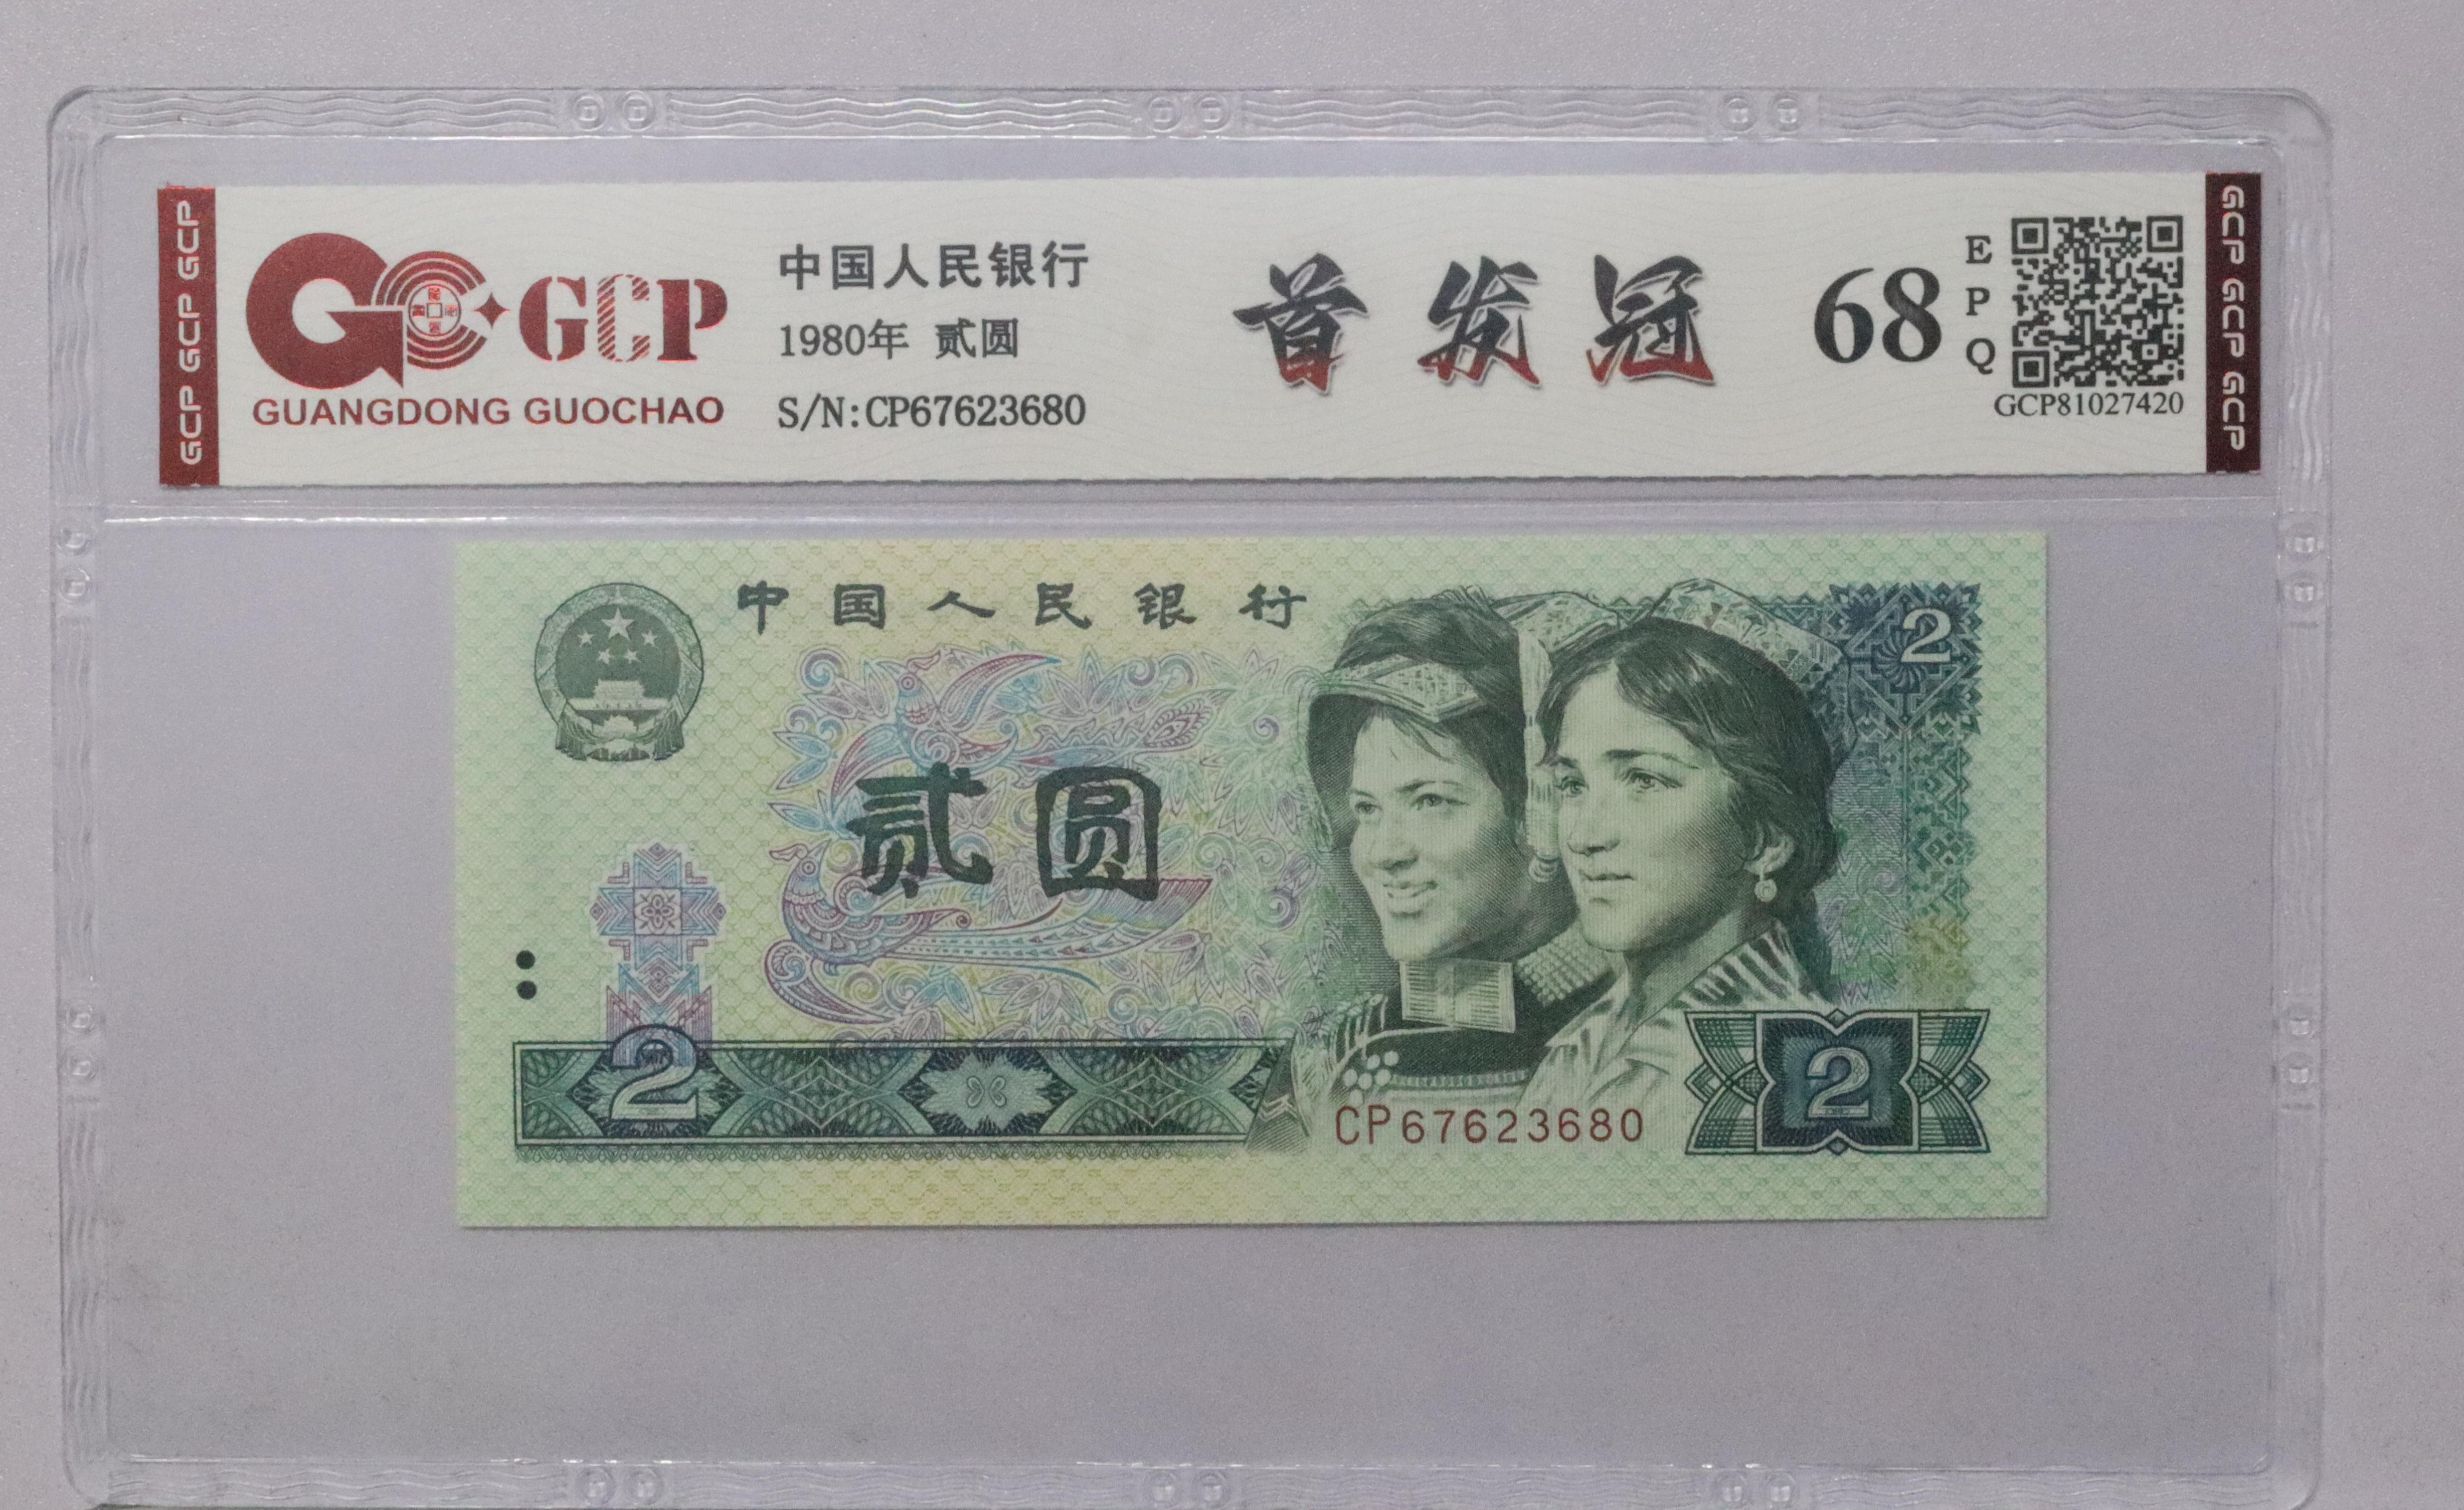 GCP GCP GCP
GCP
GUANGDONG GUOCHAO
中国人民银行
1980年 贰圆
S/N:CP67623680
首发冠
68
EPQ
GCP81027420
GCP GCP GCP
中国人民银行
2
贰圆
2
CP67623680
2